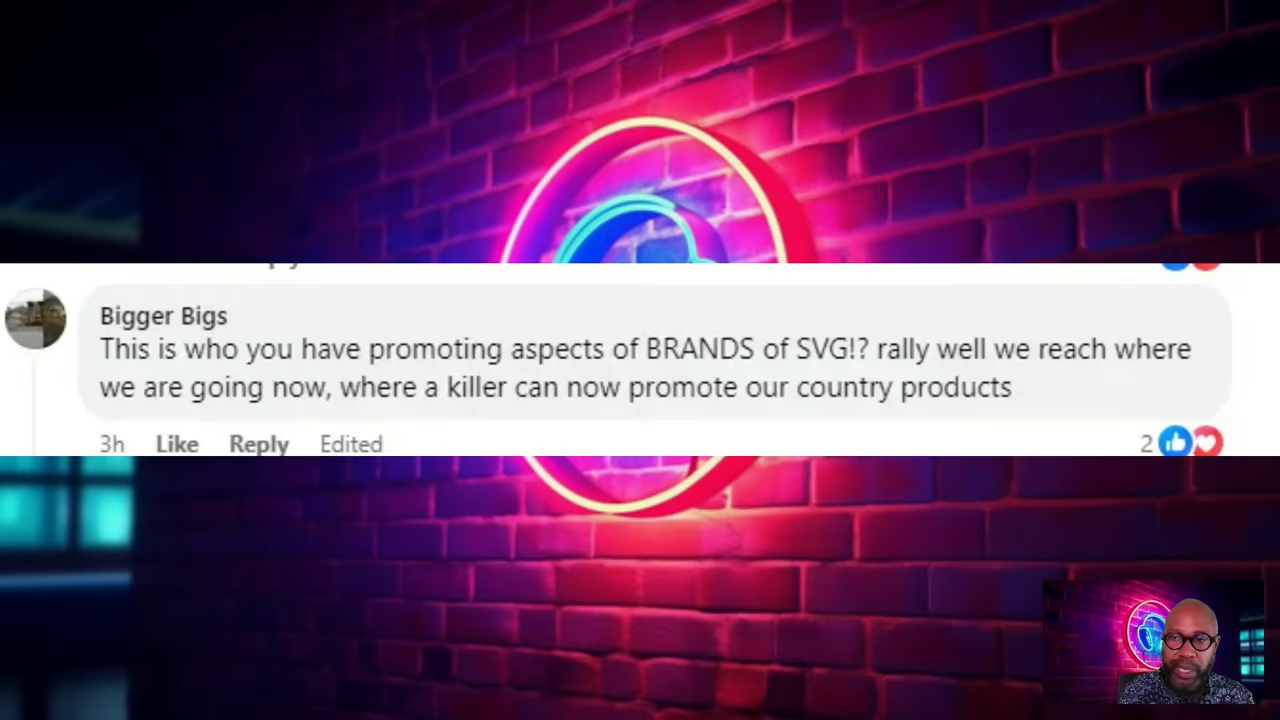 Bigger Bigs
This is who you have promoting aspects of BRANDS of SVG!? rally well we reach where
we are going now, where a killer can now promote our country products
3h Like Reply Edited 2